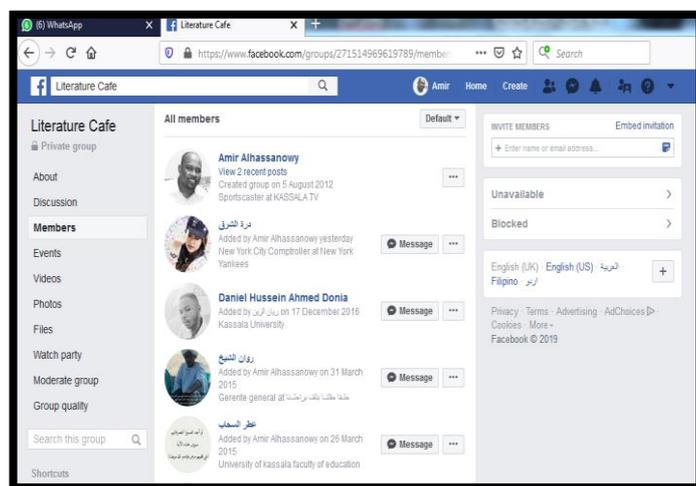 (6) WhatsApp
Literature Cafe
https://www.facebook.com/groups/271514969619789/member
Search
Literature Cafe
Amir
Home
Create
Literature Cafe
Private group
About
Discussion
Members
Events
Videos
Photos
Files
Watch party
Moderate group
Group quality
Search this group
Shortcuts
All members
Default
Amir Alhassanowy
View 2 recent posts
Created group on 5 August 2012
Sportscaster at KASSALA TV
درة الشرق
Added by Amir Alhassanowy yesterday
New York City Comptroller at New York
Yankees
Message
Daniel Hussein Ahmed Donia
Added by ريان الزين on 17 December 2016
Kassala University
Message
روان الشيخ
Added by Amir Alhassanowy on 31 March
2015
Gerente general at
Message
عطر السحاب
Added by Amir Alhassanowy on 26 March
2015
University of kassala faculty of education
Message
INVITE MEMBERS
Embed invitation
+ Enter name or email address...
Unavailable
Blocked
English (UK) · English (US) · العربية ·
Filipino · اردو
+
Privacy · Terms · Advertising · AdChoices ·
Cookies · More
Facebook © 2019